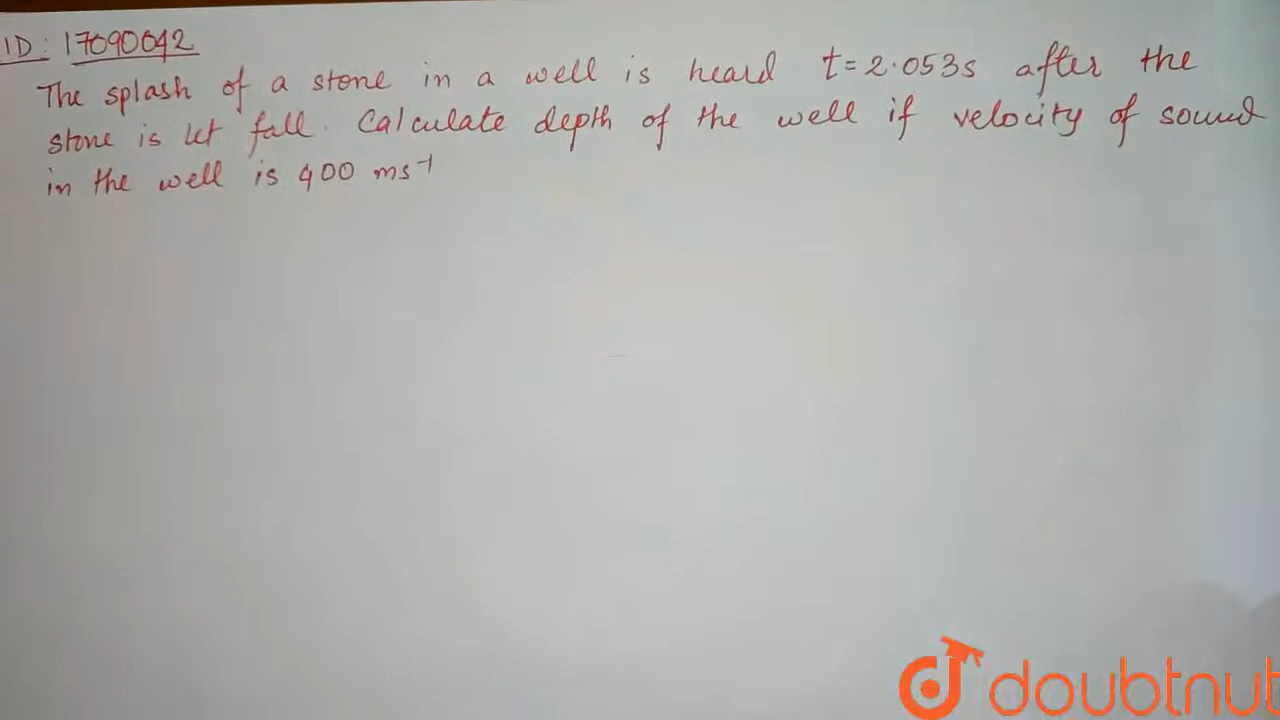 ID: 17090042
The splash of a stone in a well is heard t=2.053s after the
stone is let fall. Calculate depth of the well if velocity of sound
in the well is 400 ms⁻¹
doubtnut